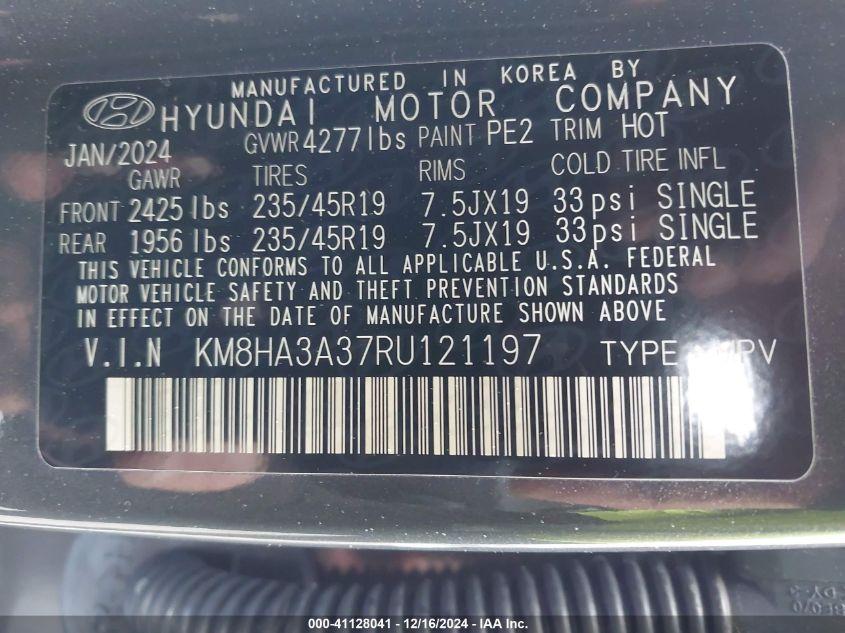 MANUFACTURED IN KOREA BY
HYUNDAI MOTOR COMPANY
JAN/2024 GVWR 4277 lbs PAINT PE2 TRIM HOT
GAWR TIRES RIMS COLD TIRE INFL
FRONT 2425 lbs 235/45R19 7.5JX19 33psi SINGLE
REAR 1956 lbs 235/45R19 7.5JX19 33psi SINGLE
THIS VEHICLE CONFORMS TO ALL APPLICABLE U.S.A. FEDERAL
MOTOR VEHICLE SAFETY AND THEFT PREVENTION STANDARDS
IN EFFECT ON THE DATE OF MANUFACTURE SHOWN ABOVE
V.I.N KM8HA3A37RU121197 TYPE : MPV
000-41128041 - 12/16/2024 - IAA Inc.